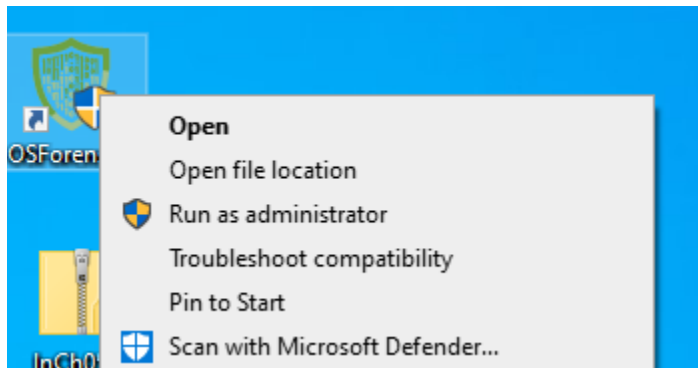 OSForen
Open
Open file location
Run as administrator
Troubleshoot compatibility
Pin to Start
Scan with Microsoft Defender...